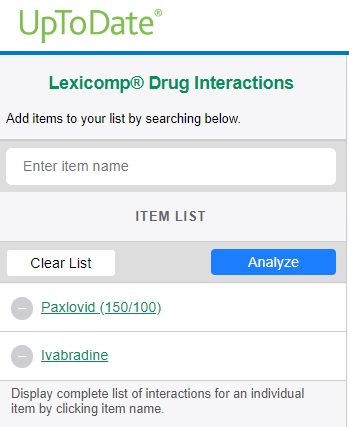 UpToDate®
Lexicomp® Drug Interactions
Add items to your list by searching below.
Enter item name
ITEM LIST
Clear List
Analyze
Paxlovid (150/100)
Ivabradine
Display complete list of interactions for an individual
item by clicking item name.